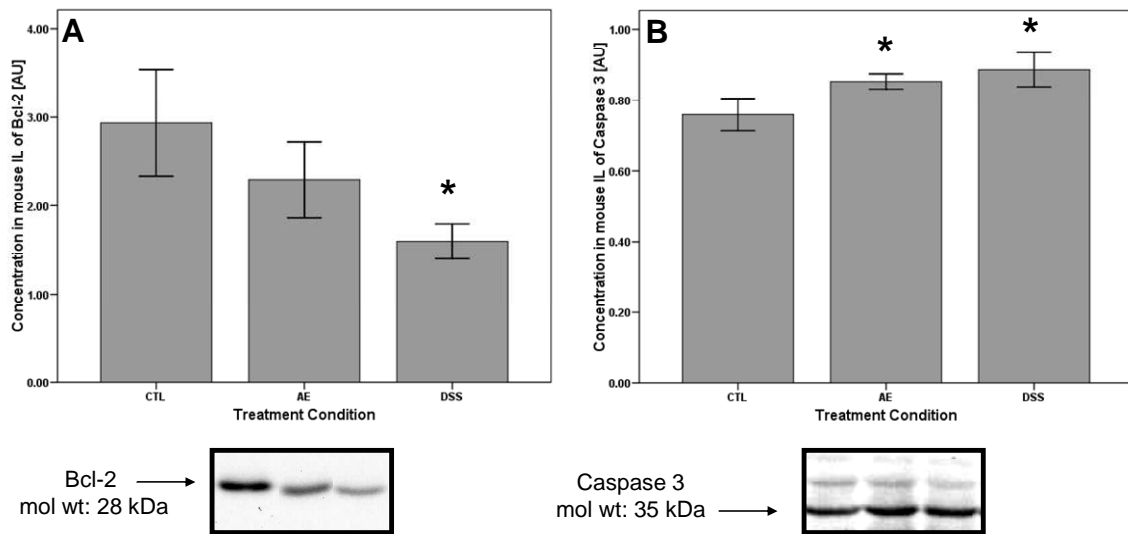 A
Concentration in mouse IL of Bcl-2 [AU]
4.00
3.00
2.00
1.00
0.00
*
CTL AE DSS
Treatment Condition
Bcl-2
mol wt: 28 kDa
B
Concentration in mouse IL of Caspase 3 [AU]
1.00
0.80
0.60
0.40
0.20
0.00
* *
CTL AE DSS
Treatment Condition
Caspase 3
mol wt: 35 kDa